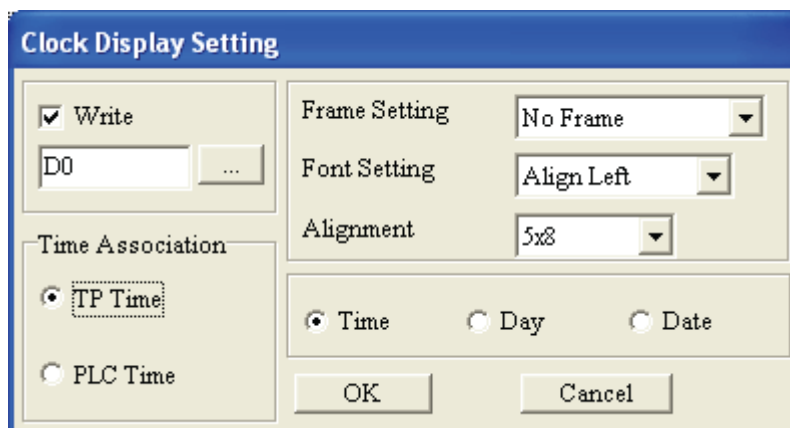 Clock Display Setting
Write
D0
...
Time Association
TP Time
PLC Time
Frame Setting
No Frame
Font Setting
Align Left
Alignment
5x8
Time
Day
Date
OK
Cancel